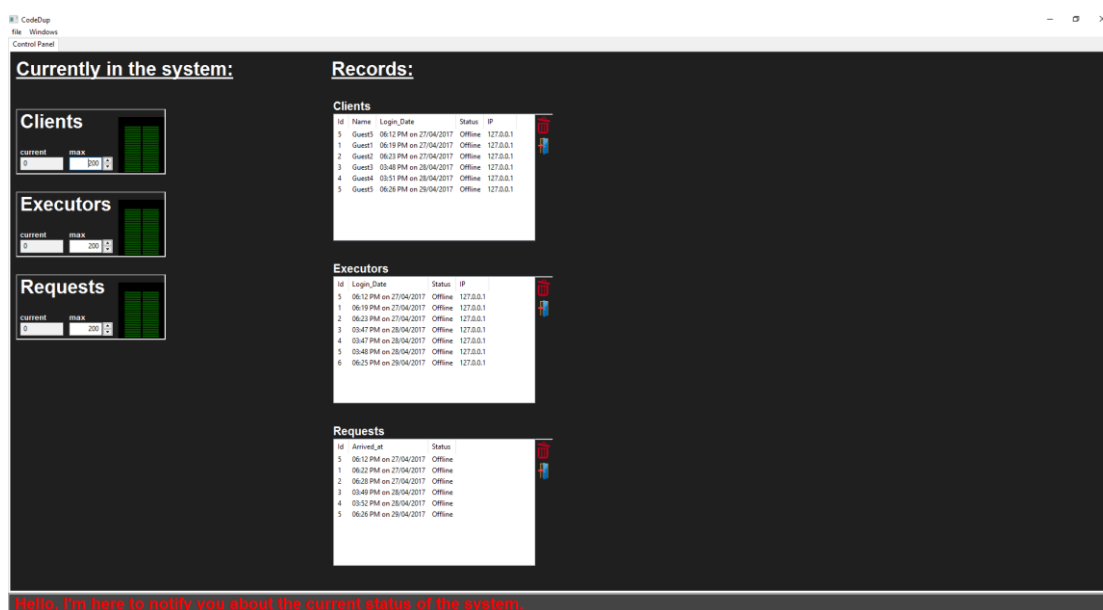 CodeDup
file Windows
Control Panel
Currently in the system:
Clients
current max
0 200
Executors
current max
0 200
Requests
current max
0 200
Records:
Clients
Id Name Login_Date Status IP
5 Guest5 06:12 PM on 27/04/2017 Offline 127.0.0.1
1 Guest1 06:19 PM on 27/04/2017 Offline 127.0.0.1
2 Guest2 06:23 PM on 27/04/2017 Offline 127.0.0.1
3 Guest3 03:48 PM on 28/04/2017 Offline 127.0.0.1
4 Guest4 03:51 PM on 28/04/2017 Offline 127.0.0.1
5 Guest5 06:26 PM on 29/04/2017 Offline 127.0.0.1
Executors
Id Login_Date Status IP
5 06:12 PM on 27/04/2017 Offline 127.0.0.1
1 06:19 PM on 27/04/2017 Offline 127.0.0.1
2 06:23 PM on 27/04/2017 Offline 127.0.0.1
3 03:47 PM on 28/04/2017 Offline 127.0.0.1
4 03:47 PM on 28/04/2017 Offline 127.0.0.1
5 03:48 PM on 28/04/2017 Offline 127.0.0.1
6 06:25 PM on 29/04/2017 Offline 127.0.0.1
Requests
Id Arrived_at Status
5 06:12 PM on 27/04/2017 Offline
1 06:22 PM on 27/04/2017 Offline
2 06:28 PM on 27/04/2017 Offline
3 03:49 PM on 28/04/2017 Offline
4 03:52 PM on 28/04/2017 Offline
5 06:26 PM on 29/04/2017 Offline
Hello, I'm here to notify you about the current status of the system.